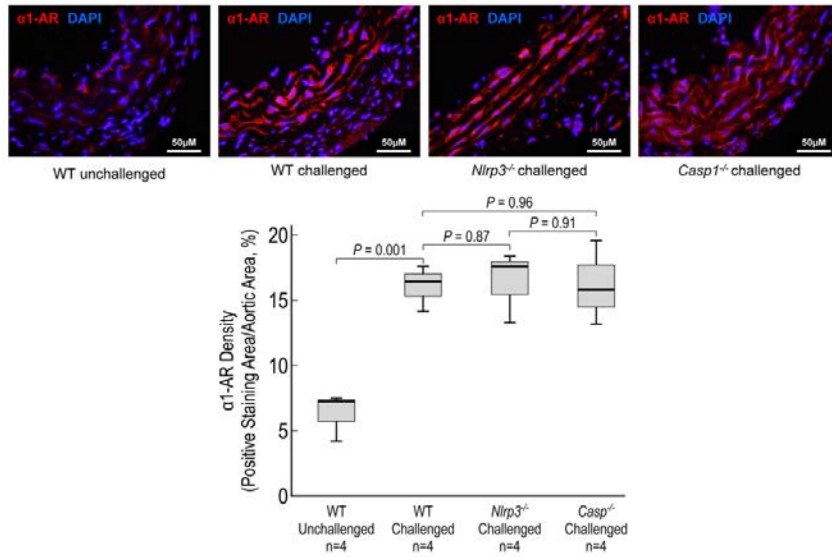 α1-AR DAPI
50μM
α1-AR DAPI
50μM
α1-AR DAPI
50μM
α1-AR DAPI
50μM
WT unchallenged
WT challenged
Nlrp3-/- challenged
Casp1-/- challenged
α1-AR Density
(Positive Staining Area/Aortic Area, %)
20
15
10
5
0
P = 0.96
P = 0.91
P = 0.001
P = 0.87
WT
Unchallenged
n=4
WT
Challenged
n=4
Nlrp3-/-
Challenged
n=4
Casp-/-
Challenged
n=4